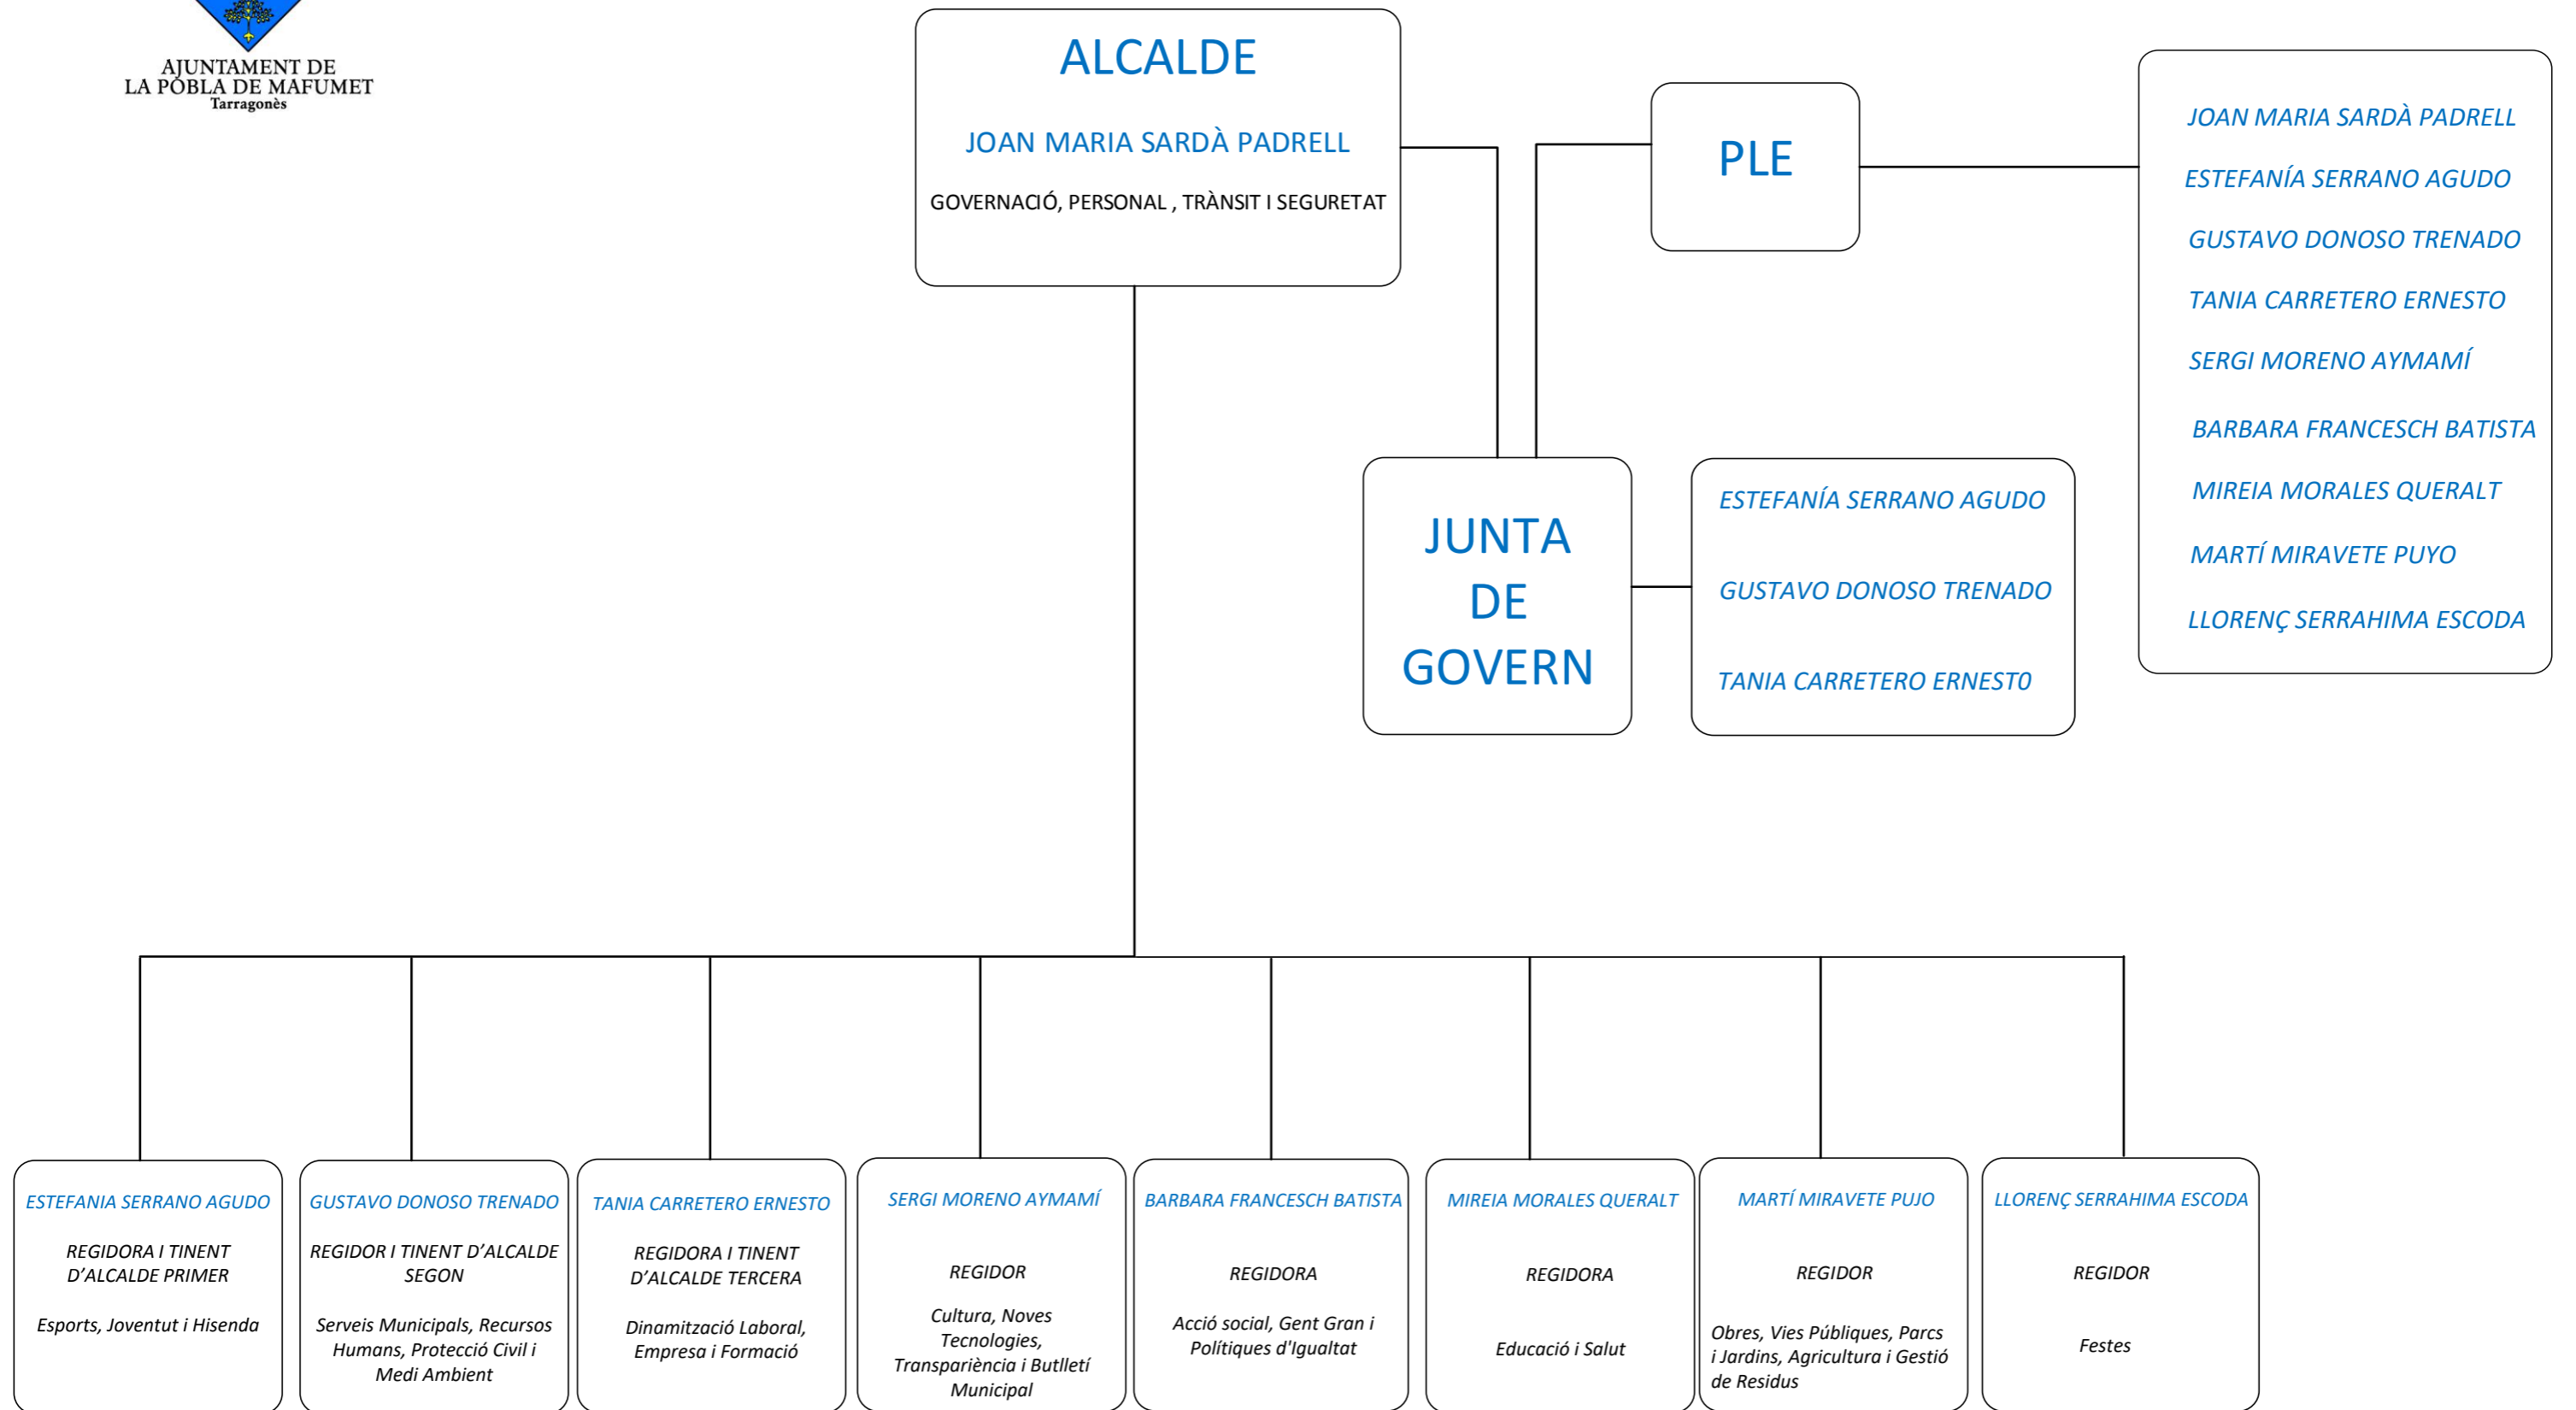 AJUNTAMENT DE
LA POBLA DE MAFUMET
Tarragonès
ALCALDE
JOAN MARIA SARDÀ PADRELL
GOVERNACIÓ, PERSONAL , TRÀNSIT I SEGURETAT
PLE
JOAN MARIA SARDÀ PADRELL
ESTEFANÍA SERRANO AGUDO
GUSTAVO DONOSO TRENADO
TANIA CARRETERO ERNESTO
SERGI MORENO AYMAMÍ
BARBARA FRANCESCH BATISTA
MIREIA MORALES QUERALT
MARTÍ MIRAVETE PUYO
LLORENÇ SERRAHIMA ESCODA
JUNTA
DE
GOVERN
ESTEFANÍA SERRANO AGUDO
GUSTAVO DONOSO TRENADO
TANIA CARRETERO ERNEST0
ESTEFANIA SERRANO AGUDO
REGIDORA I TINENT
D’ALCALDE PRIMER
Esports, Joventut i Hisenda
GUSTAVO DONOSO TRENADO
REGIDOR I TINENT D’ALCALDE
SEGON
Serveis Municipals, Recursos
Humans, Protecció Civil i
Medi Ambient
TANIA CARRETERO ERNESTO
REGIDORA I TINENT
D’ALCALDE TERCERA
Dinamització Laboral,
Empresa i Formació
SERGI MORENO AYMAMÍ
REGIDOR
Cultura, Noves
Tecnologies,
Transpariència i Butlletí
Municipal
BARBARA FRANCESCH BATISTA
REGIDORA
Acció social, Gent Gran i
Polítiques d'Igualtat
MIREIA MORALES QUERALT
REGIDORA
Educació i Salut
MARTÍ MIRAVETE PUJO
REGIDOR
Obres, Vies Públiques, Parcs
i Jardins, Agricultura i Gestió
de Residus
LLORENÇ SERRAHIMA ESCODA
REGIDOR
Festes